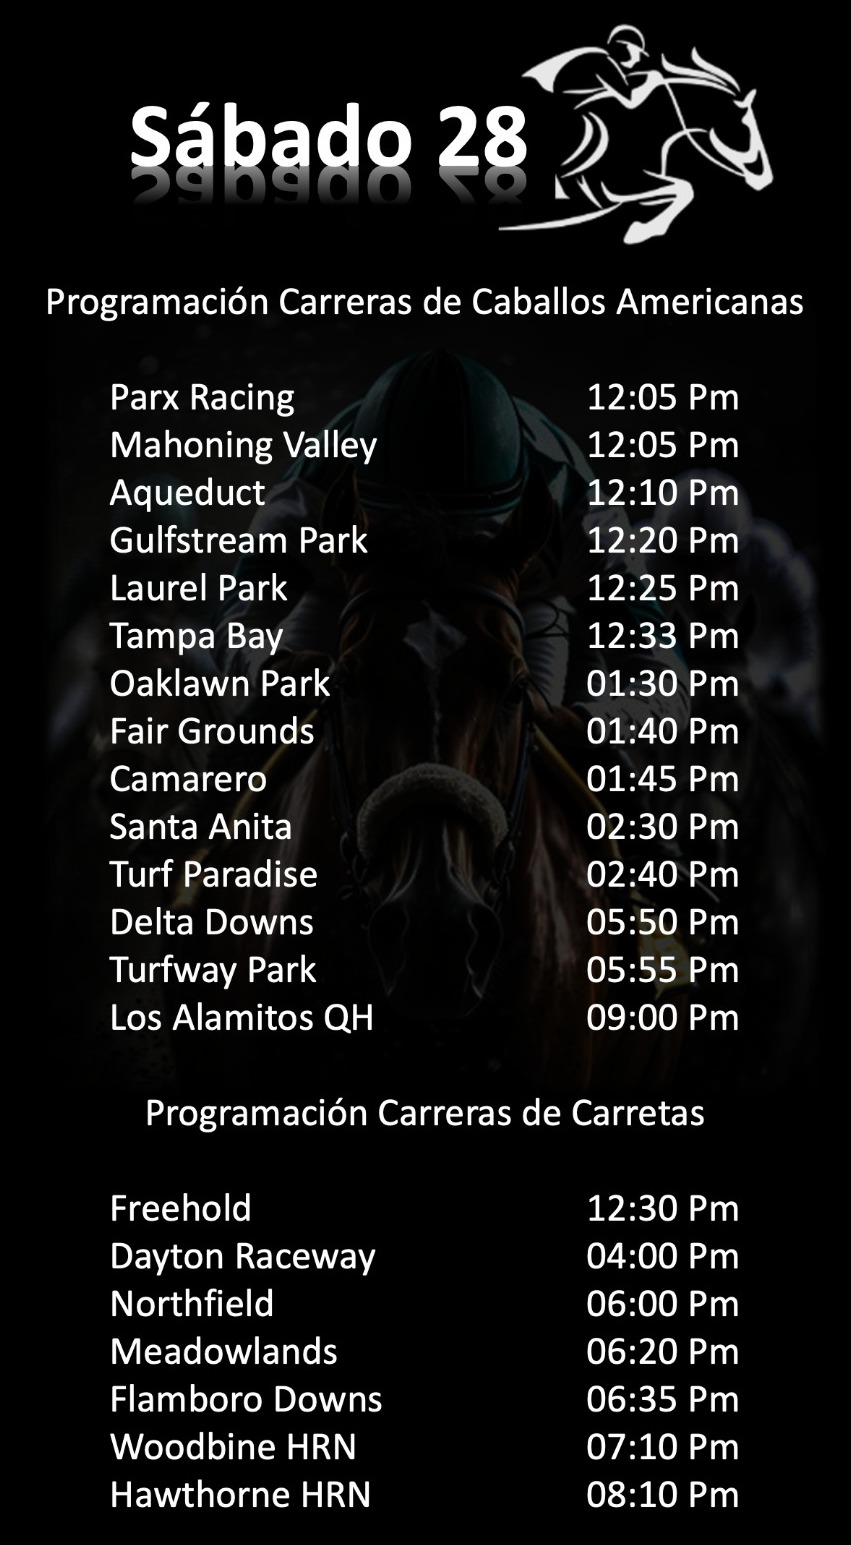 Sábado 28
Programación Carreras de Caballos Americanas
Parx Racing 12:05 Pm
Mahoning Valley 12:05 Pm
Aqueduct 12:10 Pm
Gulfstream Park 12:20 Pm
Laurel Park 12:25 Pm
Tampa Bay 12:33 Pm
Oaklawn Park 01:30 Pm
Fair Grounds 01:40 Pm
Camarero 01:45 Pm
Santa Anita 02:30 Pm
Turf Paradise 02:40 Pm
Delta Downs 05:50 Pm
Turfway Park 05:55 Pm
Los Alamitos QH 09:00 Pm
Programación Carreras de Carretas
Freehold 12:30 Pm
Dayton Raceway 04:00 Pm
Northfield 06:00 Pm
Meadowlands 06:20 Pm
Flamboro Downs 06:35 Pm
Woodbine HRN 07:10 Pm
Hawthorne HRN 08:10 Pm